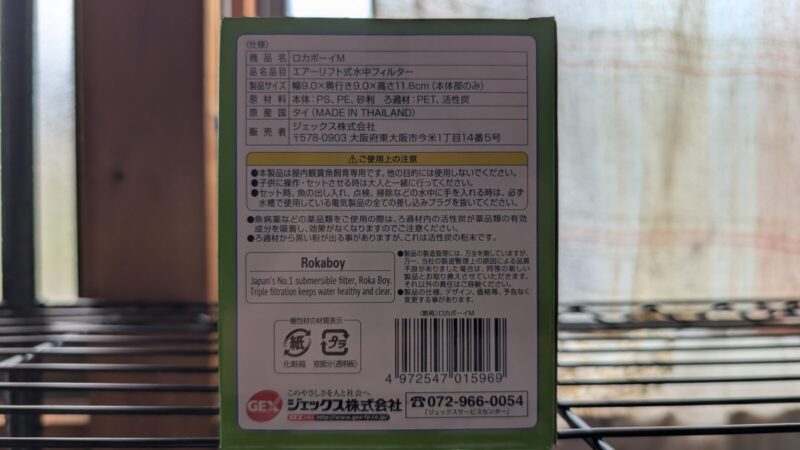 〈仕様〉
商品名 ロカボーイM
品名品目 エアーリフト式水中フィルター
製品サイズ 幅9.0×奥行き9.0×高さ11.8cm(本体部のみ)
原材料 本体:PS、PE、砂利 ろ過材:PET、活性炭
原産国 タイ(MADE IN THAILAND)
販売者 ジェックス株式会社
〒578-0903 大阪府東大阪市今米1丁目14番5号
⚠ご使用上の注意
●本製品は屋内観賞魚飼育専用です。他の目的には使用しないでください。
●子供に操作・セットさせる時は大人と一緒に行ってください。
●セット時、魚の出し入れ、点検、掃除などの水中に手を入れる時は、必ず
水槽で使用している電気製品の全ての差し込みプラグを抜いてください。
●魚病薬などの薬品類をご使用の際は、ろ過材内の活性炭が薬品類の有効
成分を吸着し、効果がなくなりますのでご注意ください。
●ろ過材から黒い粉が出る事がありますが、これは活性炭の粉末です。
Rokaboy
Japan's No.1 submersible filter, Roka Boy.
Triple filtration keeps water healthy and clear.
●製品の製造管理には、万全を期していますが、
万一、当社の製造管理上の原因による品質
不良がありました場合は、同等の新しい
製品とお取り換えさせていただきます。
それ以外の責任はご容赦ください。
●製品の仕様、デザイン、価格等、予告なく
変更する事があります。
梱包材の材質表示
紙 プラ
化粧箱 窓部分(透明板)
(略称)ロカボーイM
4 972547 015969
このやさしさを人と社会へ
GEX ジェックス株式会社
GEX URL http://www.gex-fp.co.jp/
☎072-966-0054
「ジェックスサービスセンター」